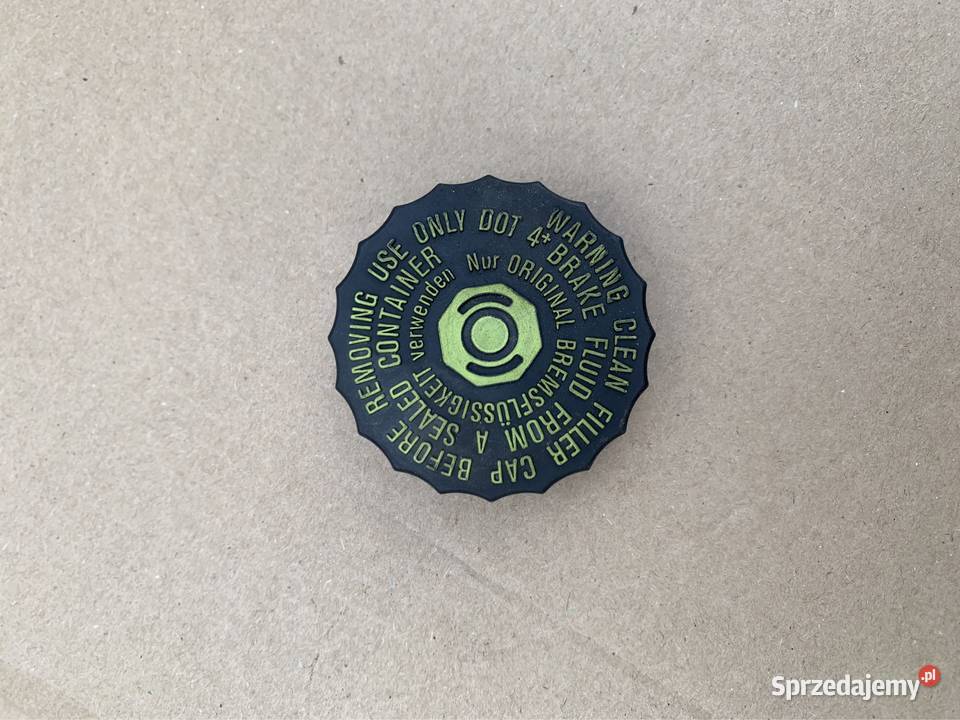 WARNING CLEAN FILLER CAP BEFORE REMOVING USE ONLY DOT
4+ BRAKE FLUID FROM A SEALED CONTAINER
Nur ORIGINAL BREMSFLÜSSIGKEIT verwenden
Sprzedajemy.pl